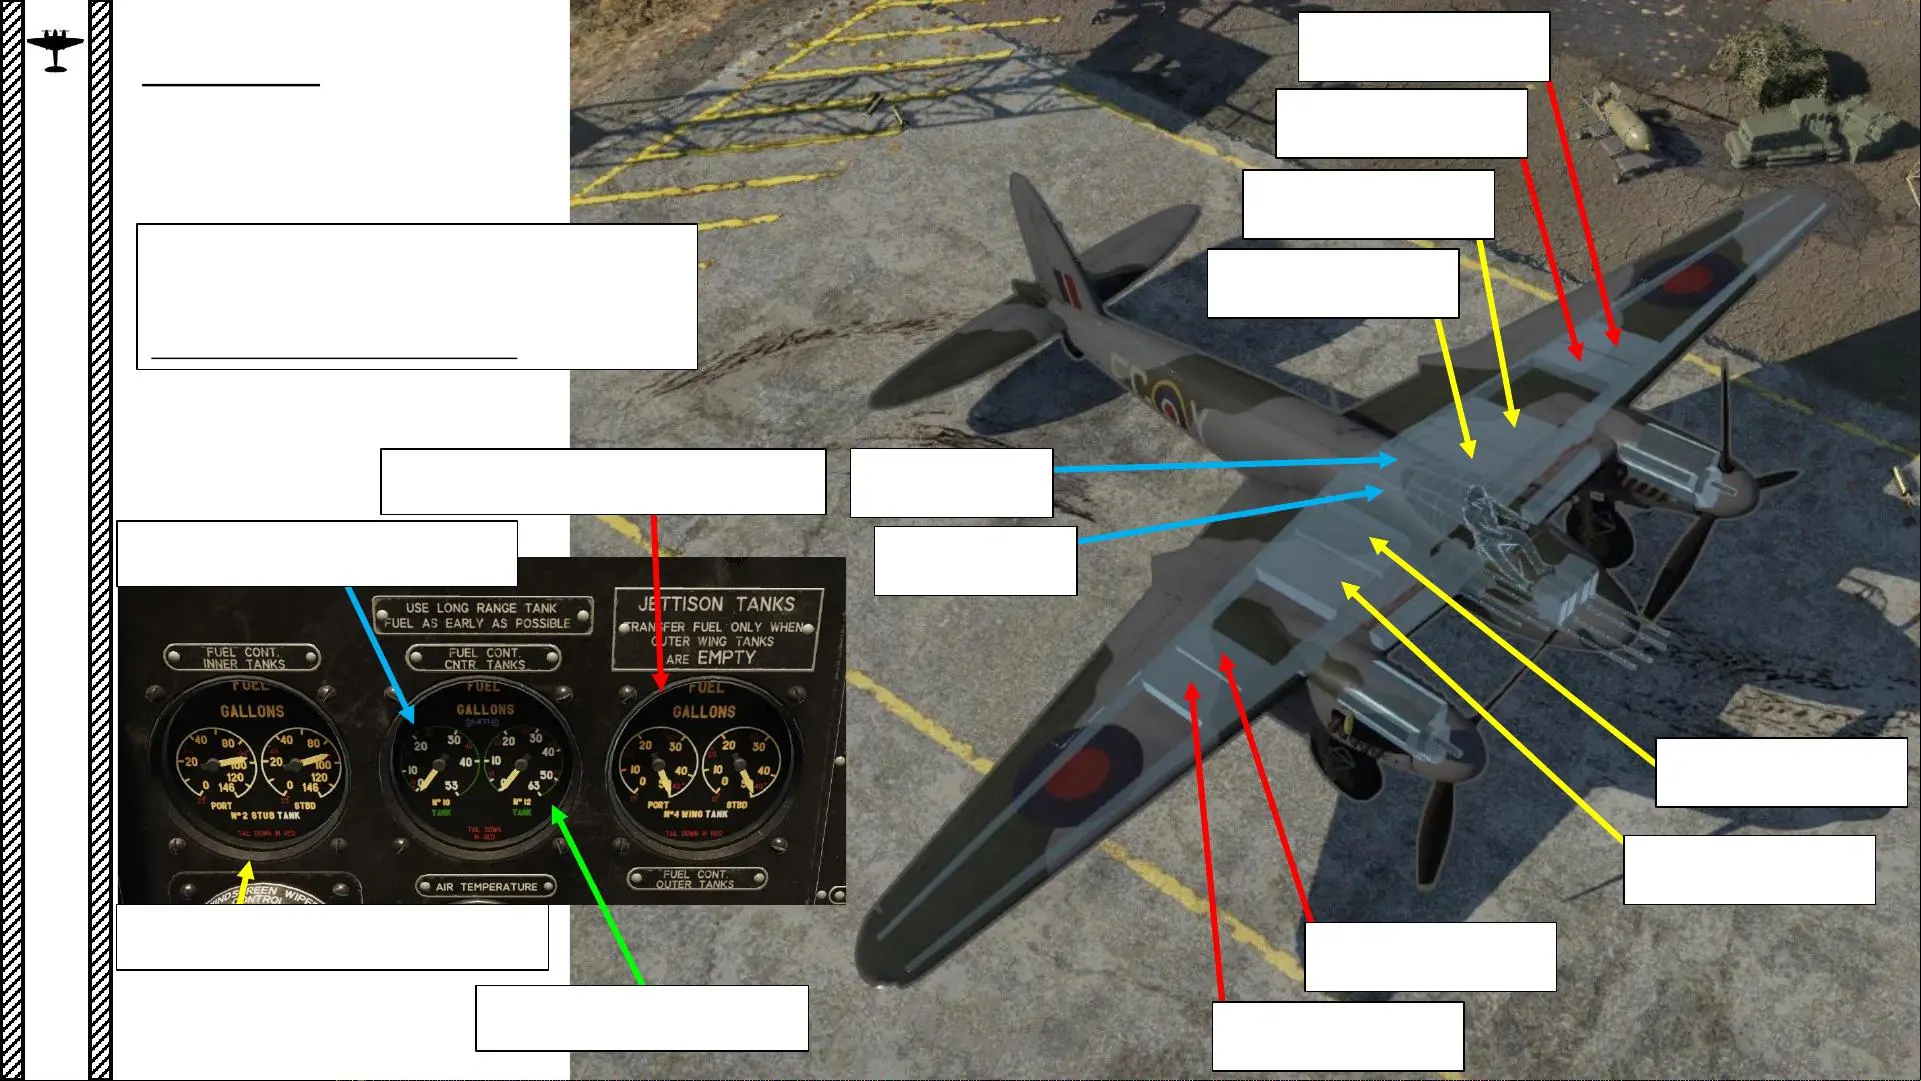 USE LONG RANGE TANK
FUEL AS EARLY AS POSSIBLE
JETTISON TANKS
TRANSFER FUEL ONLY WHEN
OUTER WING TANKS
ARE EMPTY
FUEL CONT.
INNER TANKS
FUEL CONT.
CNTR. TANKS
FUEL
GALLONS
0 20 40 80 100 120 146
0 20 40 80 100 120 146
PORT STBD
Nº2 STUB TANK
TAIL DOWN IN RED
FUEL
GALLONS
SMITHS
0 10 20 30 40 53
0 10 20 30 40 50 63
Nº10 TANK
Nº12 TANK
TAIL DOWN
IN RED
FUEL
GALLONS
0 10 20 30 40
0 10 20 30 40
PORT STBD
Nº4 WING TANK
TAIL DOWN IN RED
AIR TEMPERATURE
FUEL CONT.
OUTER TANKS
WINDSCREEN WIPER
CONTROL